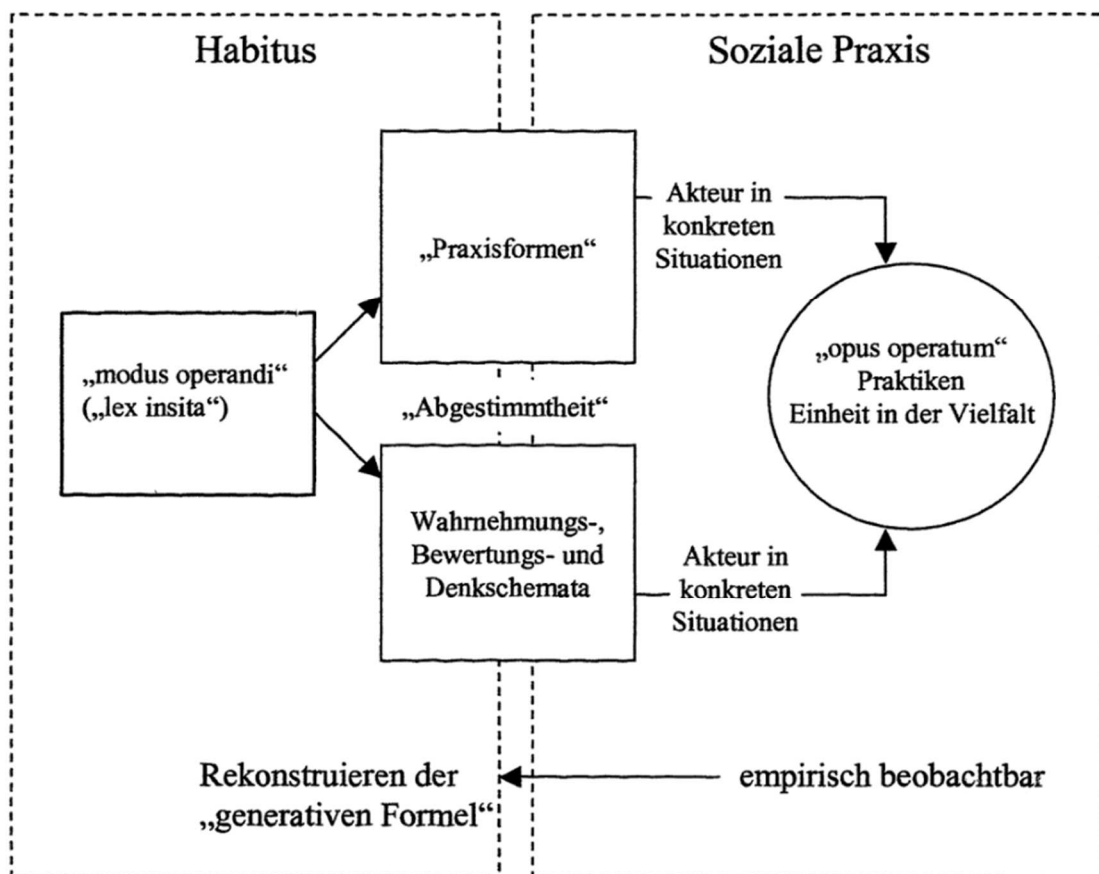 Habitus
Soziale Praxis
„Praxisformen“
Akteur in
konkreten
Situationen
„modus operandi“
(„lex insita“)
„Abgestimmtheit“
„opus operatum“
Praktiken
Einheit in der Vielfalt
Wahrnehmungs-,
Bewertungs- und
Denkschemata
Akteur in
konkreten
Situationen
Rekonstruieren der
„generativen Formel“
empirisch beobachtbar